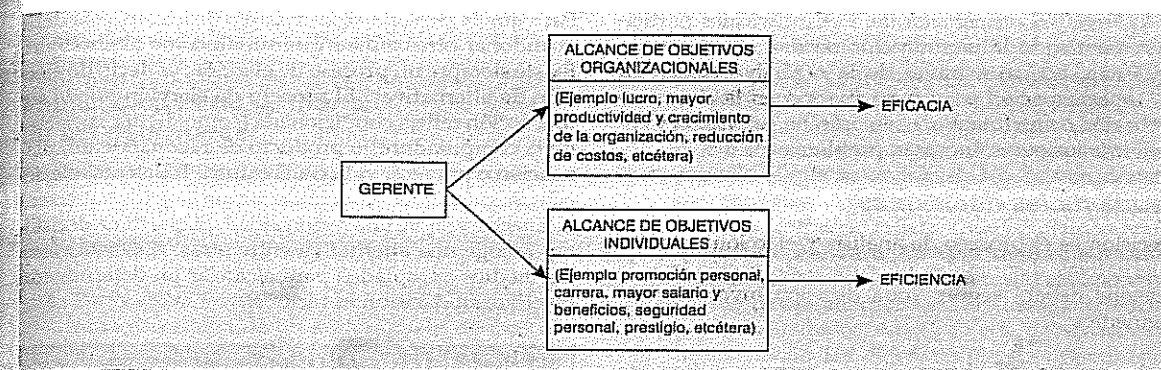 ALCANCE DE OBJETIVOS
ORGANIZACIONALES
(Ejemplo lucro, mayor
productividad y crecimiento
de la organización, reducción
de costos, etcétera)
EFICACIA
GERENTE
ALCANCE DE OBJETIVOS
INDIVIDUALES
(Ejemplo promoción personal,
carrera, mayor salario y
beneficios, seguridad
personal, prestigio, etcétera)
EFICIENCIA